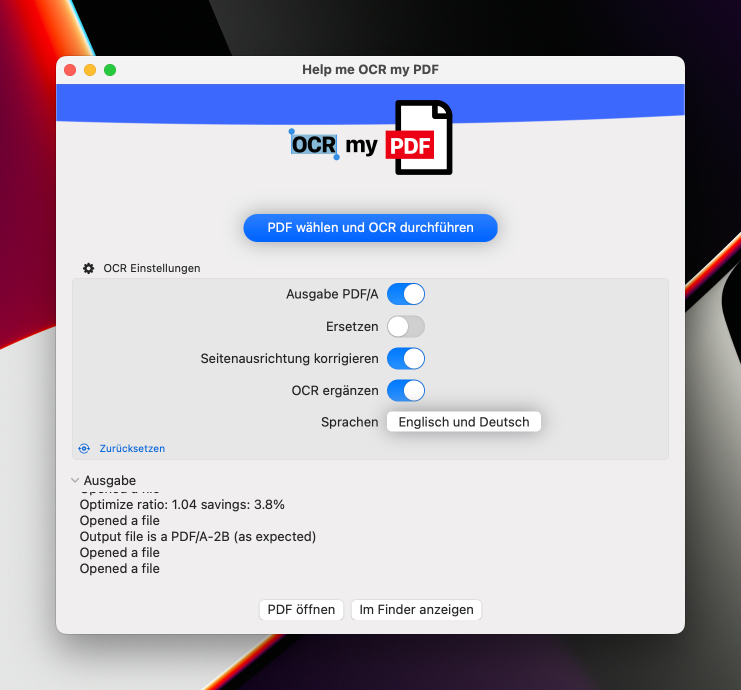 Help me OCR my PDF
OCR my PDF
PDF wählen und OCR durchführen
OCR Einstellungen
Ausgabe PDF/A
Ersetzen
Seitenausrichtung korrigieren
OCR ergänzen
Sprachen Englisch und Deutsch
Zurücksetzen
Ausgabe
Opened a file
Optimize ratio: 1.04 savings: 3.8%
Opened a file
Output file is a PDF/A-2B (as expected)
Opened a file
Opened a file
PDF öffnen Im Finder anzeigen